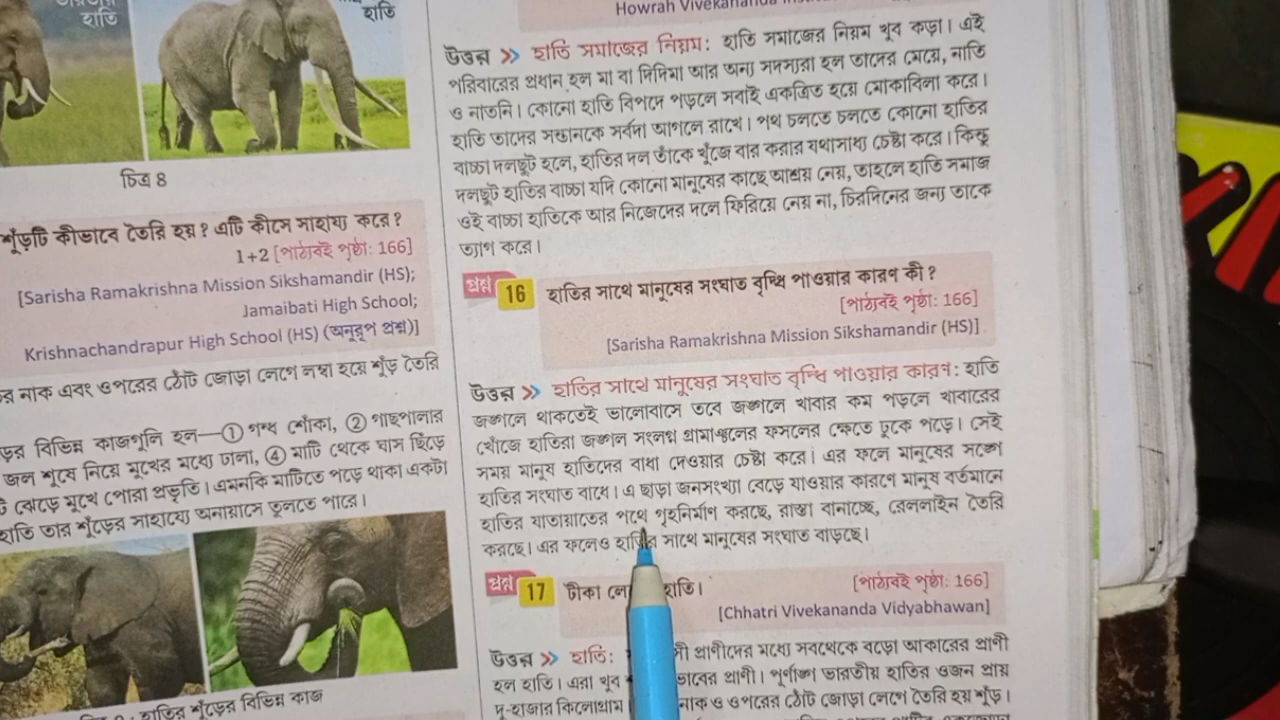 হাতি
হাতি
চিত্র 4
শুঁড়টি কীভাবে তৈরি হয়? এটি কীসে সাহায্য করে?
1+2 [পাঠ্যবই পৃষ্ঠা: 166]
[Sarisha Ramakrishna Mission Sikshamandir (HS);
Jamaibati High School;
Krishnachandrapur High School (HS) (অনুরূপ প্রশ্ন)]
নাক এবং ওপরের ঠোঁট জোড়া লেগে লম্বা হয়ে শুঁড় তৈরি
বিভিন্ন কাজগুলি হল—① গন্ধ শোঁকা, ② গাছপালার
জল শুষে নিয়ে মুখের মধ্যে ঢালা, ④ মাটি থেকে ঘাস ছিঁড়ে
ঝেড়ে মুখে পোরা প্রভৃতি। এমনকি মাটিতে পড়ে থাকা একটা
হাতি তার শুঁড়ের সাহায্যে অনায়াসে তুলতে পারে।
হাতির শুঁড়ের বিভিন্ন কাজ
Howrah Vivekananda
উত্তর » হাতি সমাজের নিয়ম: হাতি সমাজের নিয়ম খুব কড়া। এই
পরিবারের প্রধান হল মা বা দিদিমা আর অন্য সদস্যরা হল তাদের মেয়ে, নাতি
ও নাতনি। কোনো হাতি বিপদে পড়লে সবাই একত্রিত হয়ে মোকাবিলা করে।
হাতি তাদের সন্তানকে সর্বদা আগলে রাখে। পথ চলতে চলতে কোনো হাতির
বাচ্চা দলছুট হলে, হাতির দল তাঁকে খুঁজে বার করার যথাসাধ্য চেষ্টা করে। কিন্তু
দলছুট হাতির বাচ্চা যদি কোনো মানুষের কাছে আশ্রয় নেয়, তাহলে হাতি সমাজ
ওই বাচ্চা হাতিকে আর নিজেদের দলে ফিরিয়ে নেয় না, চিরদিনের জন্য তাকে
ত্যাগ করে।
প্রশ্ন 16 হাতির সাথে মানুষের সংঘাত বৃদ্ধি পাওয়ার কারণ কী?
[পাঠ্যবই পৃষ্ঠা: 166]
[Sarisha Ramakrishna Mission Sikshamandir (HS)]
উত্তর » হাতির সাথে মানুষের সংঘাত বৃদ্ধি পাওয়ার কারণ: হাতি
জঙ্গলে থাকতেই ভালোবাসে তবে জঙ্গলে খাবার কম পড়লে খাবারের
খোঁজে হাতিরা জঙ্গল সংলগ্ন গ্রামাঞ্চলের ফসলের ক্ষেতে ঢুকে পড়ে। সেই
সময় মানুষ হাতিদের বাধা দেওয়ার চেষ্টা করে। এর ফলে মানুষের সঙ্গে
হাতির সংঘাত বাধে। এ ছাড়া জনসংখ্যা বেড়ে যাওয়ার কারণে মানুষ বর্তমানে
হাতির যাতায়াতের পথে গৃহনির্মাণ করছে, রাস্তা বানাচ্ছে, রেললাইন তৈরি
করছে। এর ফলেও হাতির সাথে মানুষের সংঘাত বাড়ছে।
প্রশ্ন 17 টীকা হাতি।
[পাঠ্যবই পৃষ্ঠা: 166]
[Chhatri Vivekananda Vidyabhawan]
উত্তর » হাতি: প্রাণীদের মধ্যে সবথেকে বড়ো আকারের প্রাণী
হল হাতি। এরা খুব প্রাণী। পূর্ণাঙ্গ ভারতীয় হাতির ওজন প্রায়
দু-হাজার কিলোগ্রাম নাক ও ওপরের ঠোঁট জোড়া লেগে তৈরি হয় শুঁড়।